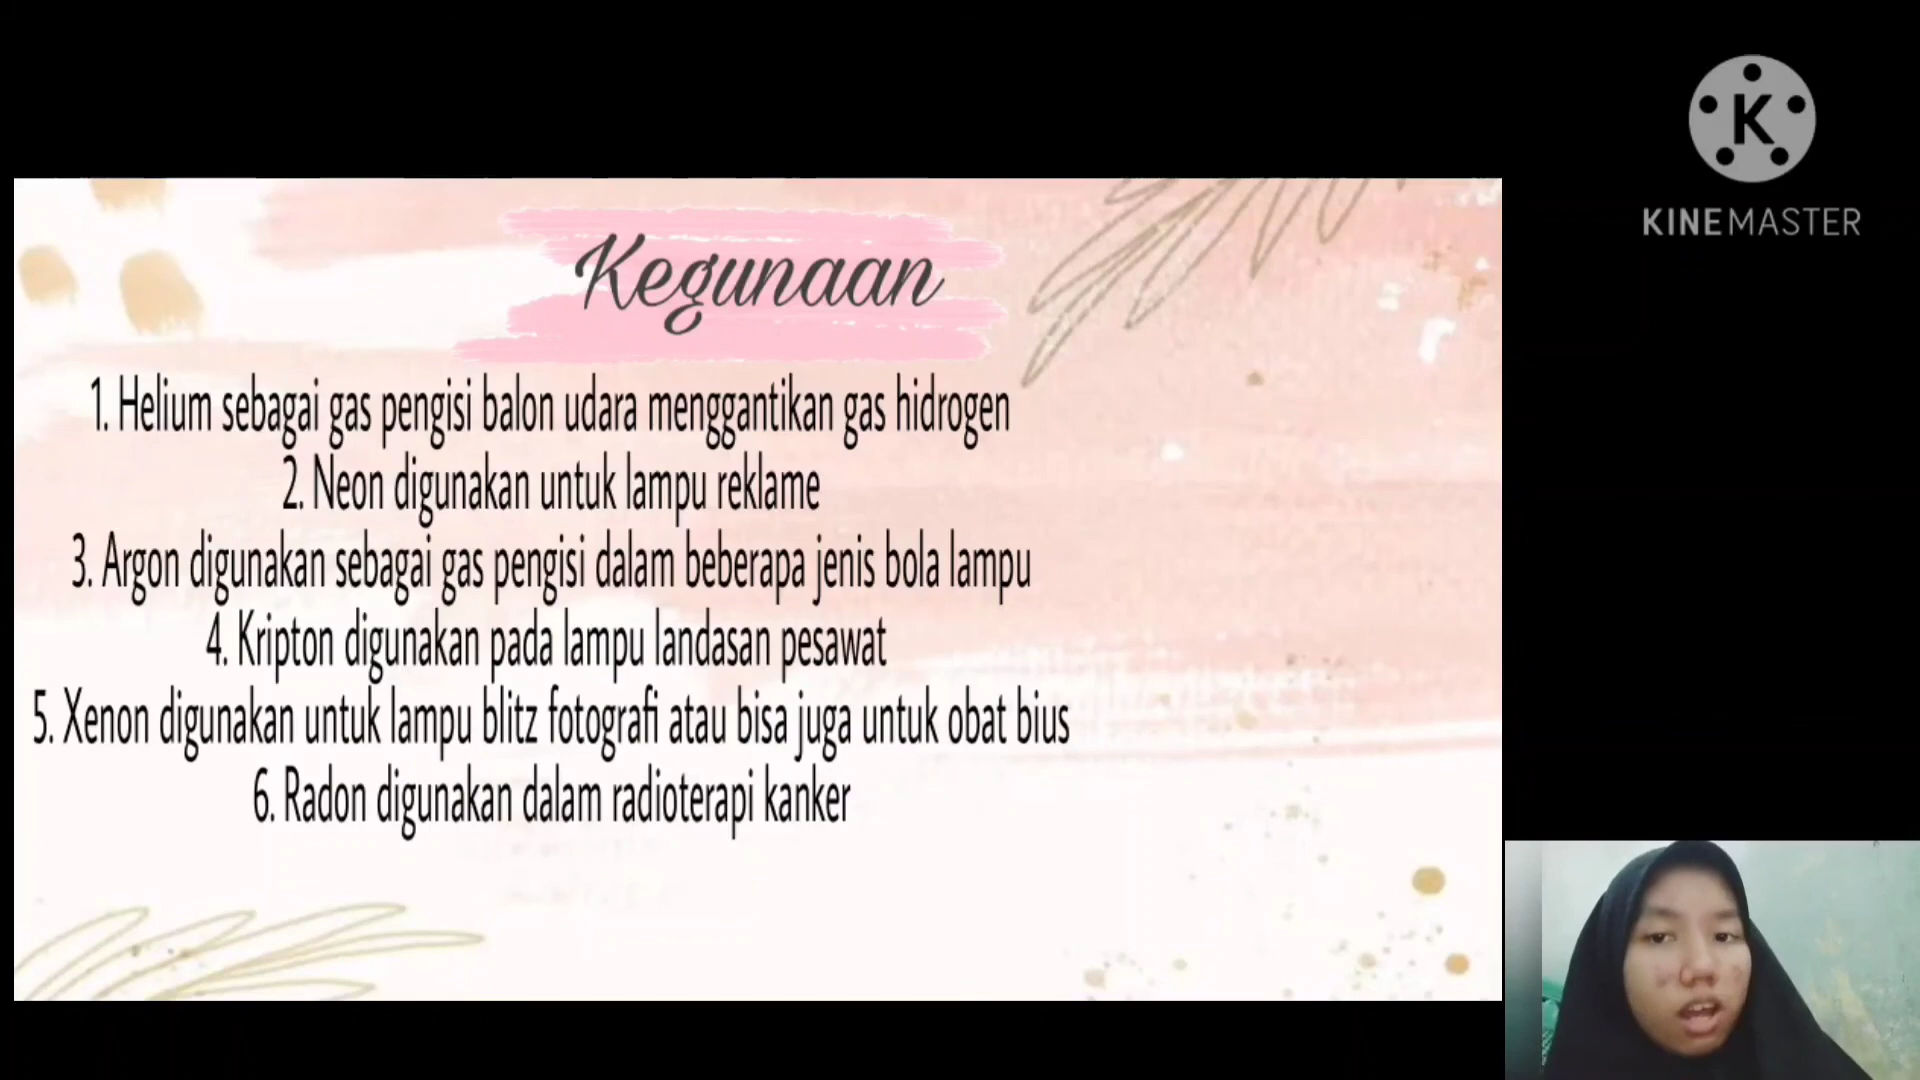 K
KINEMASTER
Kegunaan
1. Helium sebagai gas pengisi balon udara menggantikan gas hidrogen
2. Neon digunakan untuk lampu reklame
3. Argon digunakan sebagai gas pengisi dalam beberapa jenis bola lampu
4. Kripton digunakan pada lampu landasan pesawat
5. Xenon digunakan untuk lampu blitz fotografi atau bisa juga untuk obat bius
6. Radon digunakan dalam radioterapi kanker